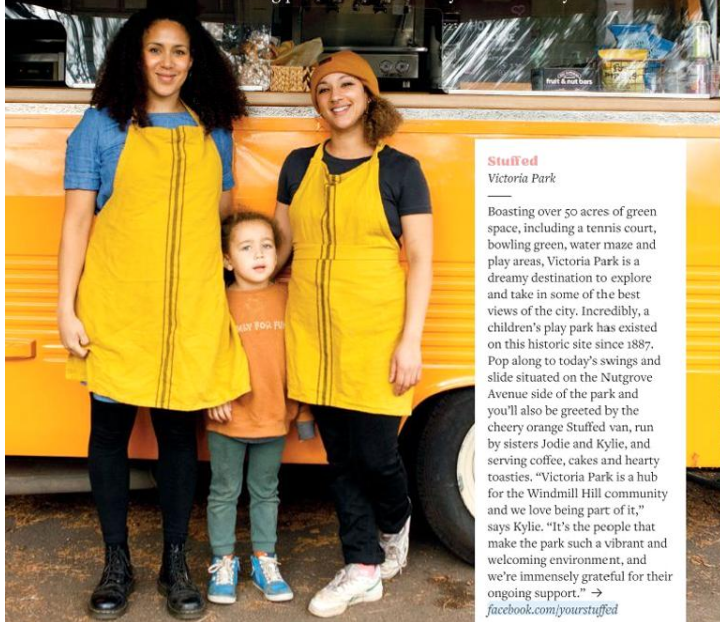 fruit & nut bars
Stuffed
Victoria Park
Boasting over 50 acres of green
space, including a tennis court,
bowling green, water maze and
play areas, Victoria Park is a
dreamy destination to explore
and take in some of the best
views of the city. Incredibly, a
children's play park has existed
on this historic site since 1887.
Pop along to today's swings and
slide situated on the Nutgrove
Avenue side of the park and
you'll also be greeted by the
cheery orange Stuffed van, run
by sisters Jodie and Kylie, and
serving coffee, cakes and hearty
toasties. “Victoria Park is a hub
for the Windmill Hill community
and we love being part of it,”
says Kylie. “It's the people that
make the park such a vibrant and
welcoming environment, and
we're immensely grateful for their
ongoing support.” →
facebook.com/yourstuffed